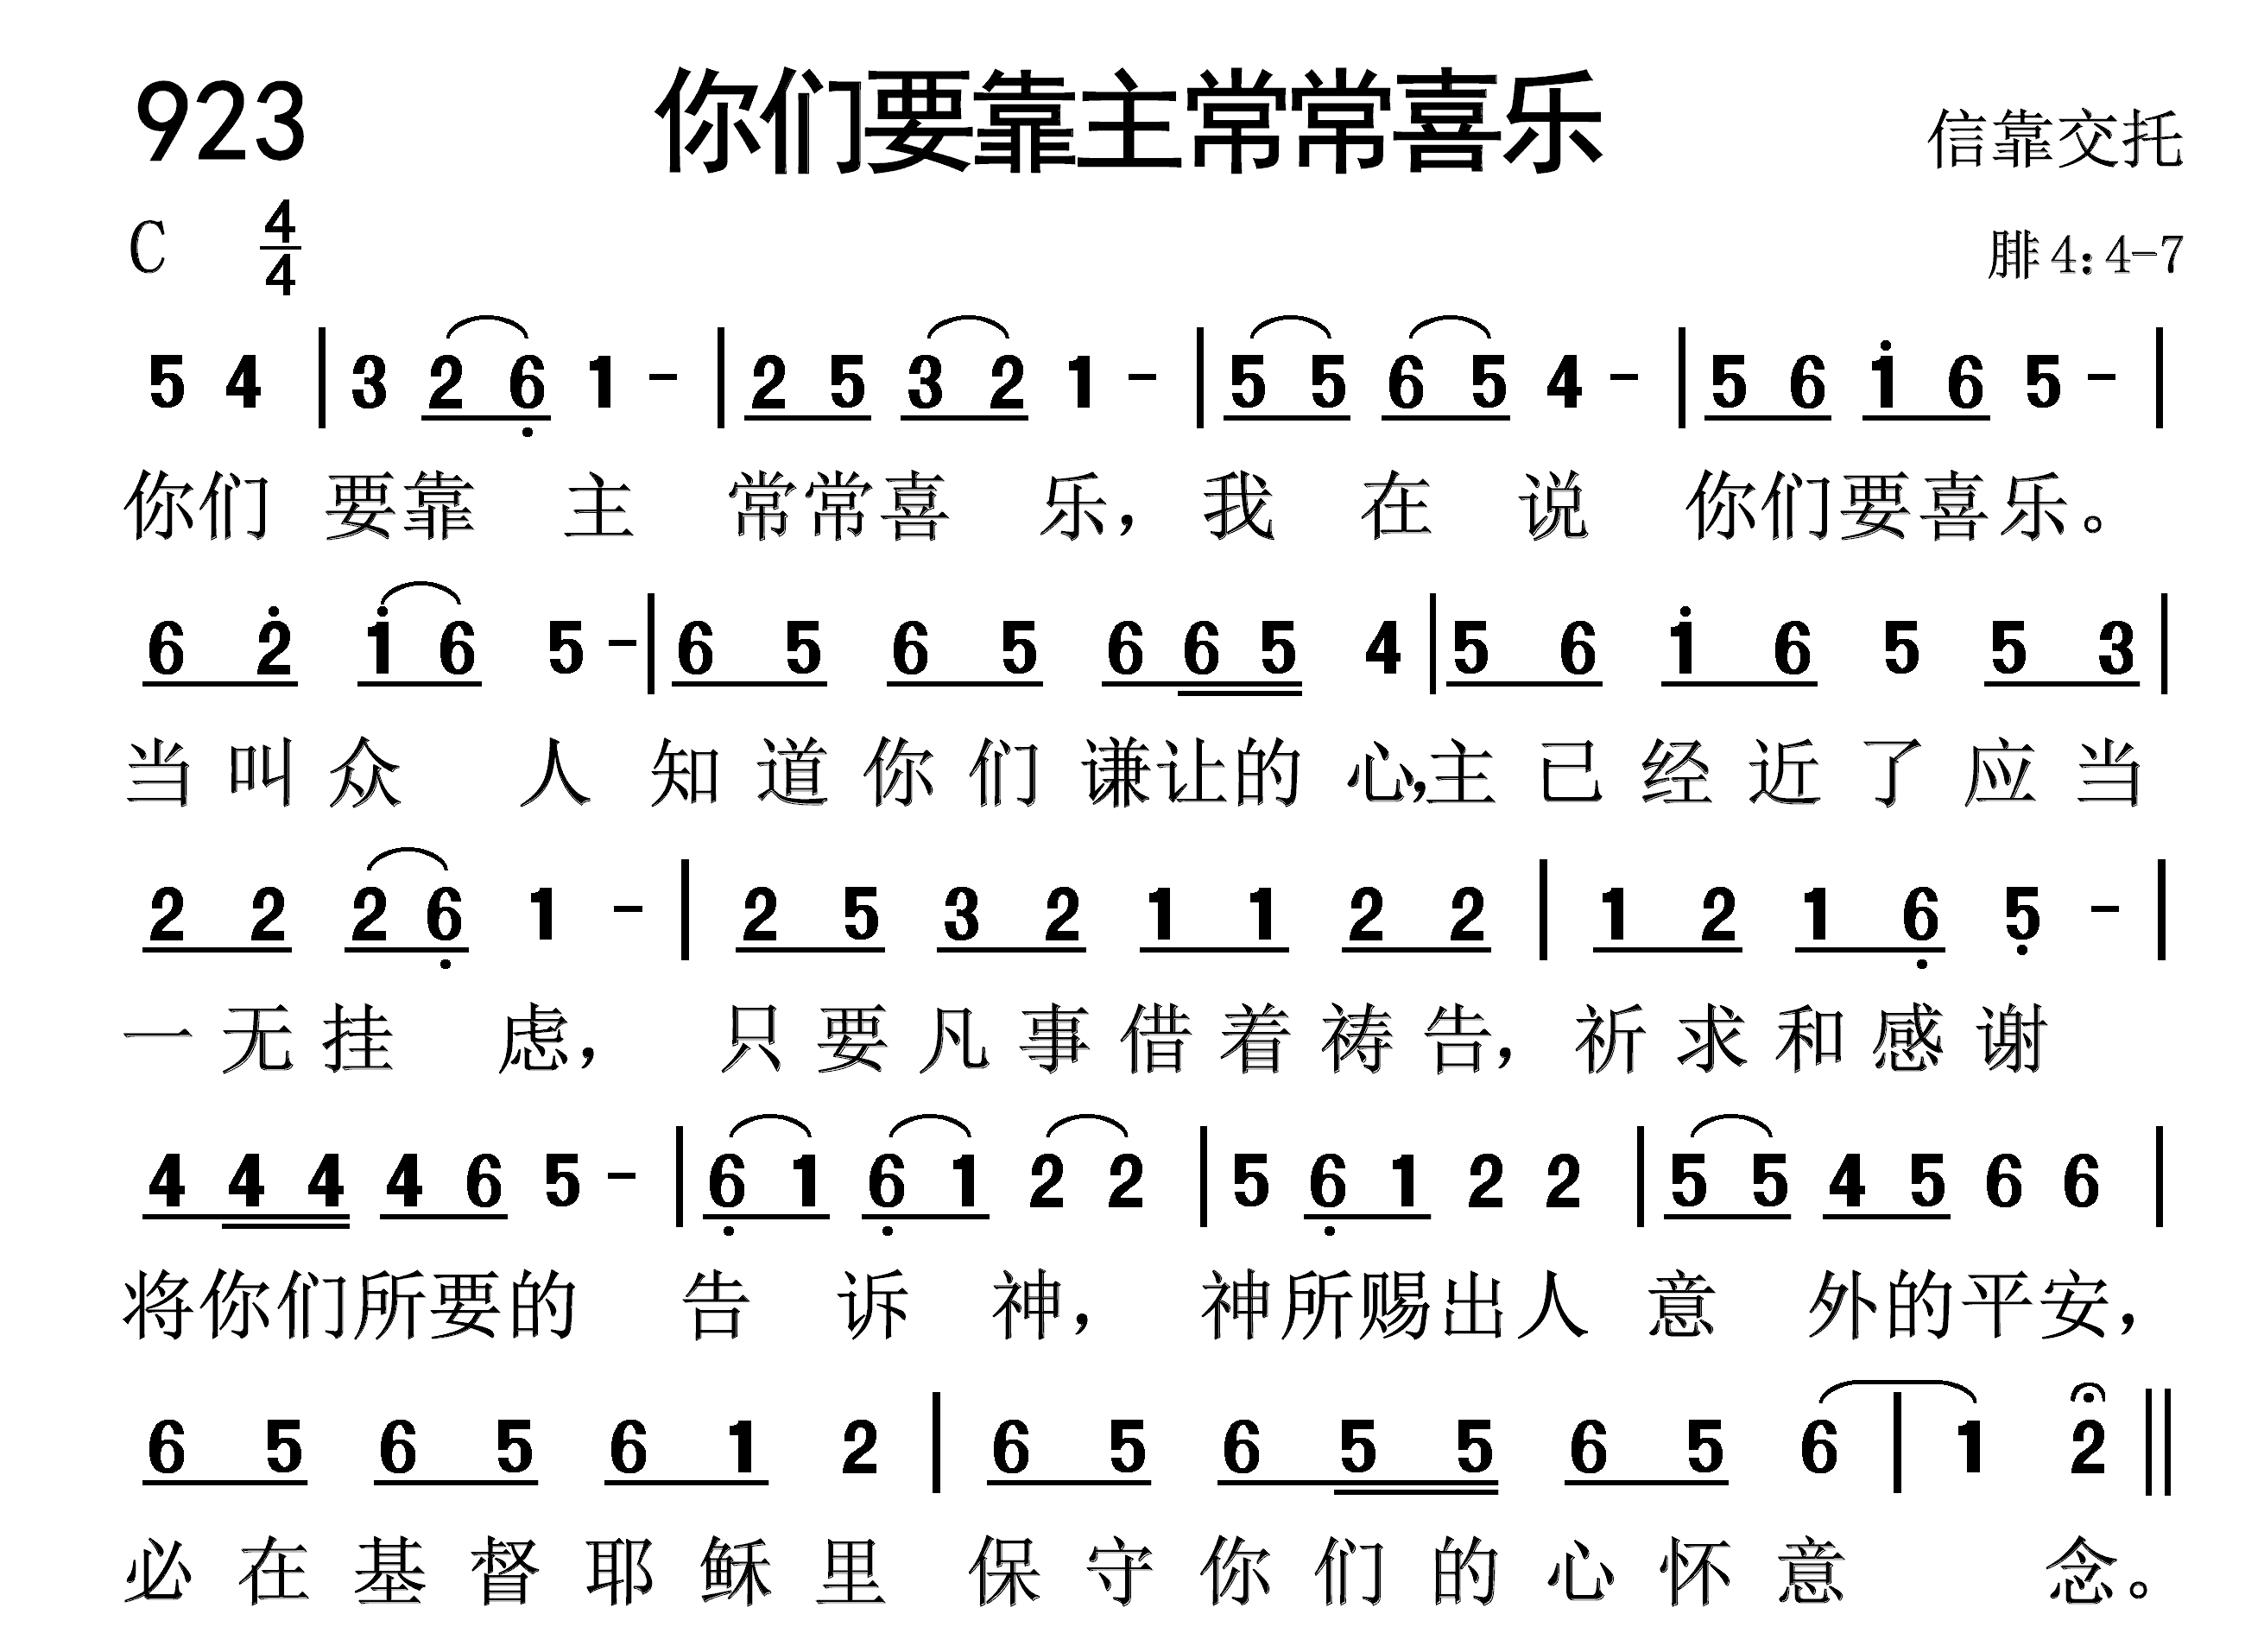 923 你们要靠主常常喜乐 信靠交托
C 4/4 腓4:4-7
5 4 | 3 2 6̣ 1 - | 2 5 3 2 1 - | 5 5 6 5 4 - | 5 6 1̇ 6 5 - |
你们 要靠 主 常常喜 乐，我 在 说 你们要喜乐。
6 2̇ 1̇ 6 5 - | 6 5 6 5 6 6 5 4 | 5 6 1̇ 6 5 5 3 |
当叫众 人 知道你们谦让的心，主已经近了应当
2 2 2 6̣ 1 - | 2 5 3 2 1 1 2 2 | 1 2 1 6̣ 5̣ - |
一无挂 虑， 只要凡事借着祷告，祈求和感谢
4 4 4 4 6 5 - | 6̣ 1 6̣ 1 2 2 | 5 6̣ 1 2 2 | 5 5 4 5 6 6 |
将你们所要的 告 诉 神， 神所赐出人意 外的平安，
6 5 6 5 6 1 2 | 6 5 6 5 5 6 5 6 | 1 2 ‖
必在基督耶稣里 保守你们的心怀意 念。